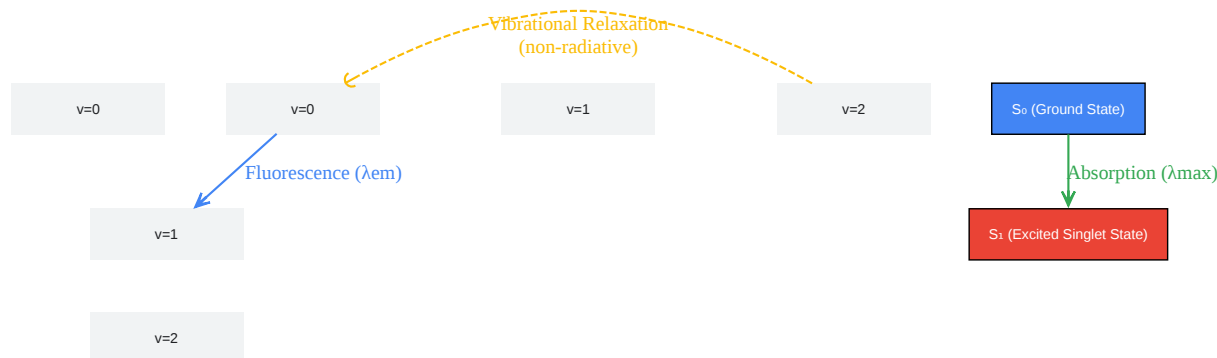 Vibrational Relaxation
(non-radiative)
v=0
v=0
v=1
v=2
S₀ (Ground State)
Fluorescence (λem)
Absorption (λmax)
v=1
S₁ (Excited Singlet State)
v=2